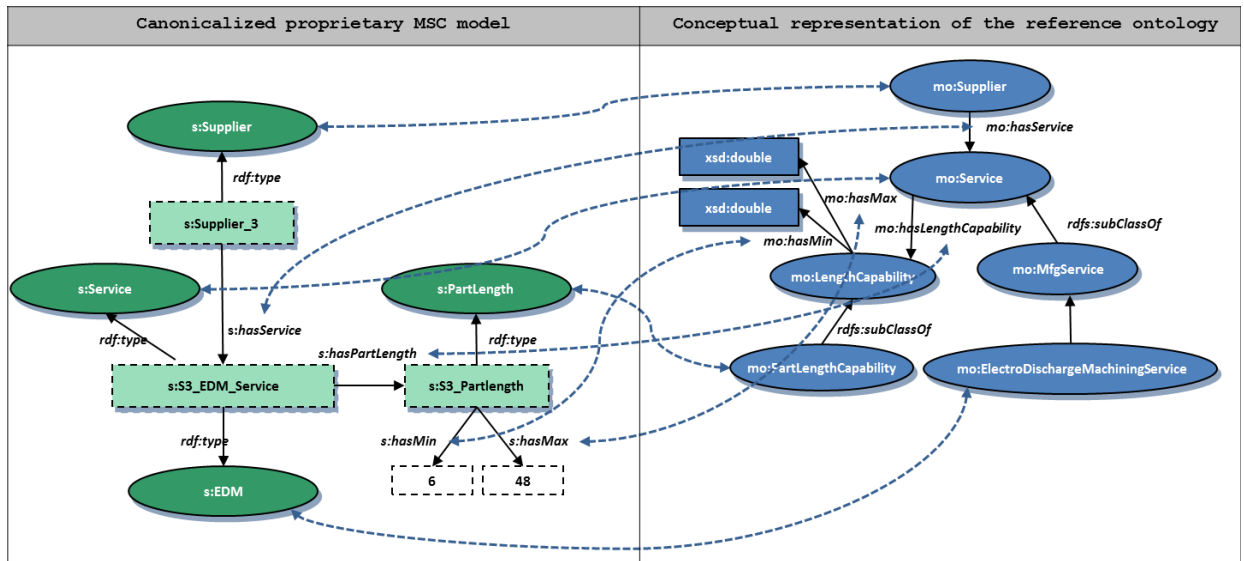 Canonicalized proprietary MSC model
Conceptual representation of the reference ontology
s:Supplier
rdf:type
s:Supplier_3
s:Service
s:hasService
s:PartLength
rdf:type
s:hasPartLength
rdf:type
s:S3_EDM_Service
s:S3_Partlength
rdf:type
s:hasMin
s:hasMax
6
48
s:EDM
mo:Supplier
mo:hasService
xsd:double
mo:Service
mo:hasMax
xsd:double
mo:hasLengthCapability
rdfs:subClassOf
mo:hasMin
mo:LengthCapability
mo:MfgService
rdfs:subClassOf
mo:PartLengthCapability
mo:ElectroDischargeMachiningService